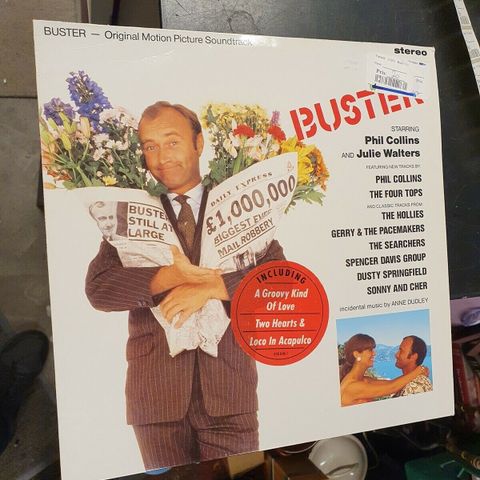 BUSTER — Original Motion Picture Soundtrack
stereo
Pris
BUSTER
STARRING
Phil Collins
AND Julie Walters
FEATURING NEW TRACKS BY
PHIL COLLINS
THE FOUR TOPS
AND CLASSIC TRACKS FROM
THE HOLLIES
GERRY & THE PACEMAKERS
THE SEARCHERS
SPENCER DAVIS GROUP
DUSTY SPRINGFIELD
SONNY AND CHER
incidental music by ANNE DUDLEY
DAILY EXPRESS
£1,000,000
BIGGEST EVER
MAIL ROBBERY
BUSTER
STILL AT
LARGE
INCLUDING
A Groovy Kind
Of Love
Two Hearts &
Loco In Acapulco